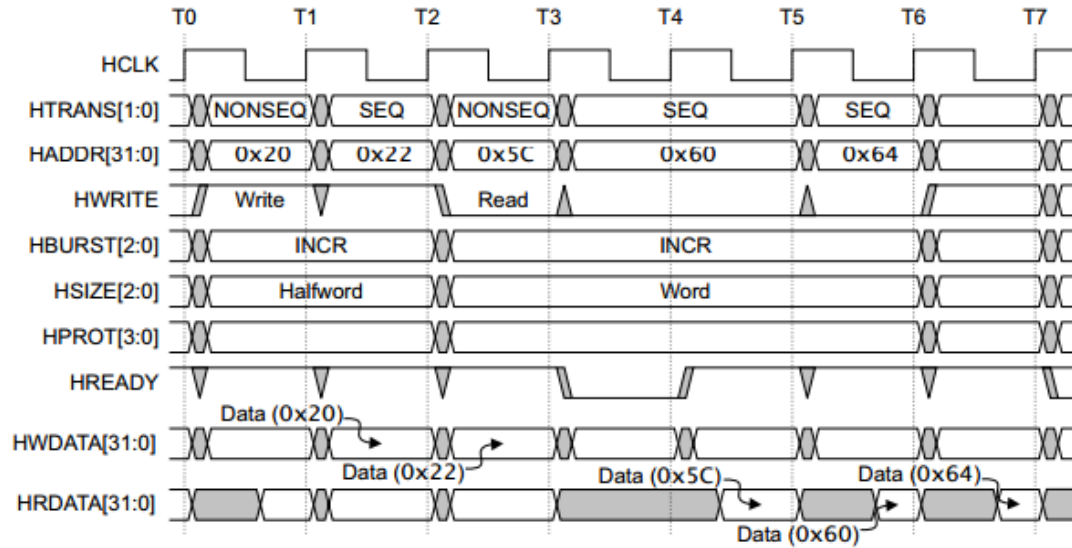 T0 T1 T2 T3 T4 T5 T6 T7
HCLK
HTRANS[1:0] NONSEQ SEQ NONSEQ SEQ SEQ
HADDR[31:0] 0x20 0x22 0x5C 0x60 0x64
HWRITE Write Read
HBURST[2:0] INCR INCR
HSIZE[2:0] Halfword Word
HPROT[3:0]
HREADY
Data (0x20)
HWDATA[31:0]
Data (0x22) Data (0x5C) Data (0x64)
HRDATA[31:0]
Data (0x60)